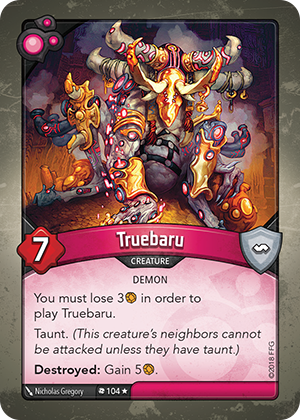 Truebaru
7
CREATURE
DEMON
You must lose 3 in order to
play Truebaru.
Taunt. (This creature's neighbors cannot
be attacked unless they have taunt.)
Destroyed: Gain 5.
©2018 FFG
Nicholas Gregory
104★